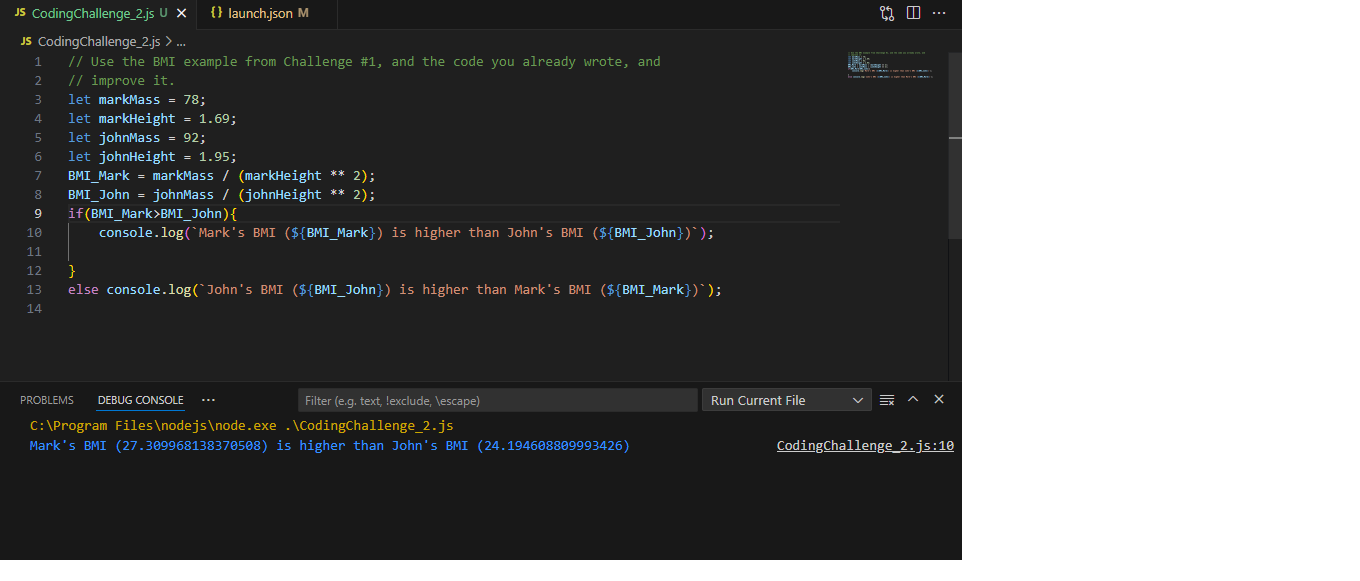 JS CodingChallenge_2.js U × {} launch.json M ...
JS CodingChallenge_2.js > ...
1 // Use the BMI example from Challenge #1, and the code you already wrote, and
2 // improve it.
3 let markMass = 78;
4 let markHeight = 1.69;
5 let johnMass = 92;
6 let johnHeight = 1.95;
7 BMI_Mark = markMass / (markHeight ** 2);
8 BMI_John = johnMass / (johnHeight ** 2);
9 if(BMI_Mark>BMI_John){
10 console.log(`Mark's BMI (${BMI_Mark}) is higher than John's BMI (${BMI_John})`);
11
12 }
13 else console.log(`John's BMI (${BMI_John}) is higher than Mark's BMI (${BMI_Mark})`);
14
PROBLEMS DEBUG CONSOLE ... Filter (e.g. text, !exclude, \escape) Run Current File
C:\Program Files\nodejs\node.exe .\CodingChallenge_2.js
Mark's BMI (27.309968138370508) is higher than John's BMI (24.194608809993426) CodingChallenge_2.js:10